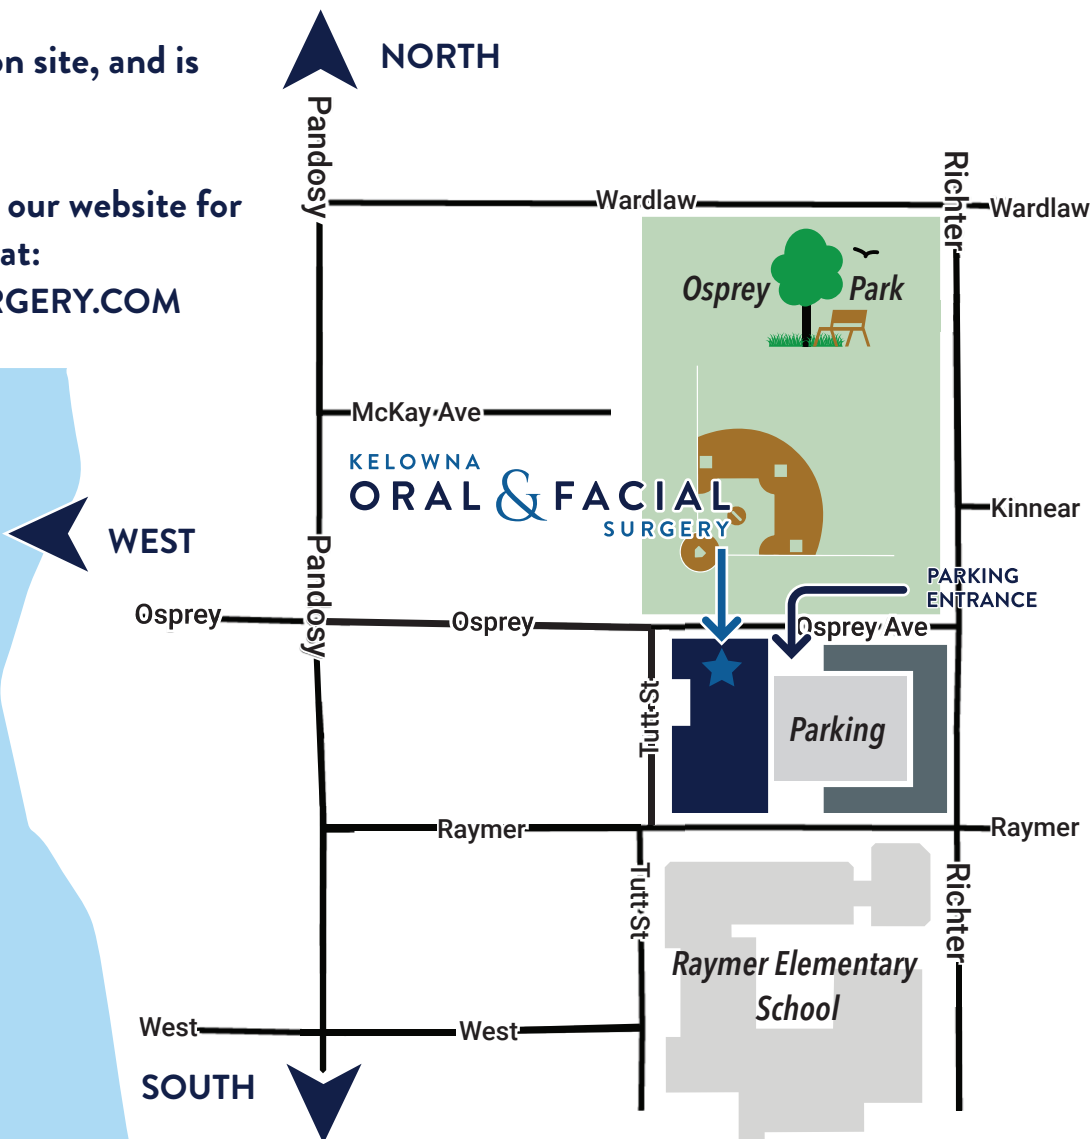 on site, and is
our website for
at:
RGERY.COM
NORTH
Pandosy
Richter
Wardlaw
Wardlaw
Osprey Park
McKay Ave
KELOWNA
ORAL & FACIAL
SURGERY
Kinnear
WEST
Pandosy
PARKING
ENTRANCE
Osprey
Osprey
Osprey Ave
Tutt St
Parking
Raymer
Raymer
Tutt St
Richter
Raymer Elementary
School
West
West
SOUTH